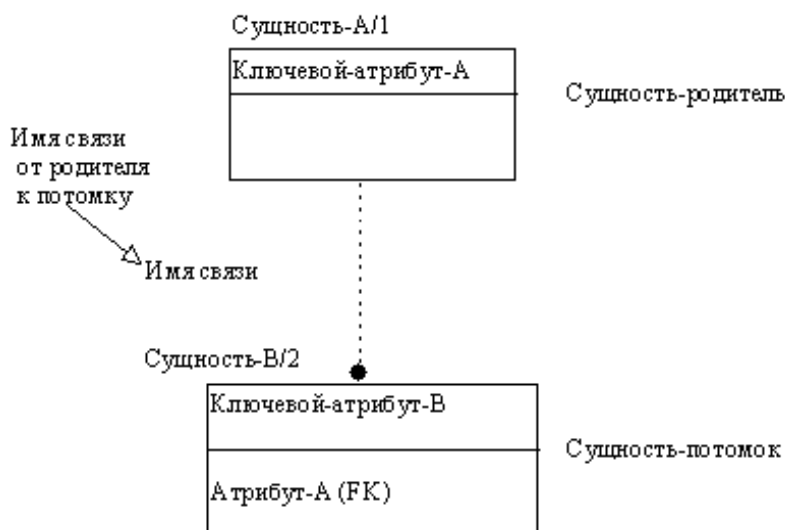 Сущность-А/1
Ключевой-атрибут-А
Сущность-родитель
Имя связи
от родителя
к потомку
Имя связи
Сущность-В/2
Ключевой-атрибут-В
Сущность-потомок
Атрибут-А (FK)